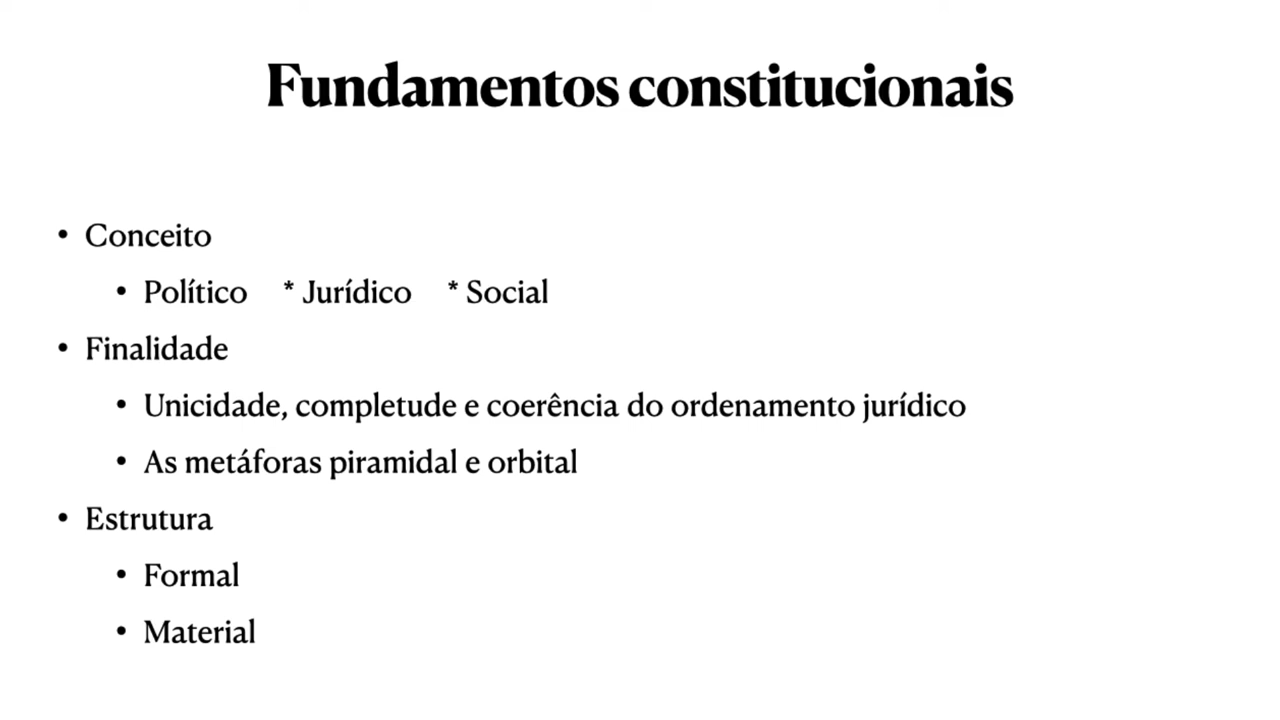 Fundamentos constitucionais
• Conceito
• Político * Jurídico * Social
• Finalidade
• Unicidade, completude e coerência do ordenamento jurídico
• As metáforas piramidal e orbital
• Estrutura
• Formal
• Material